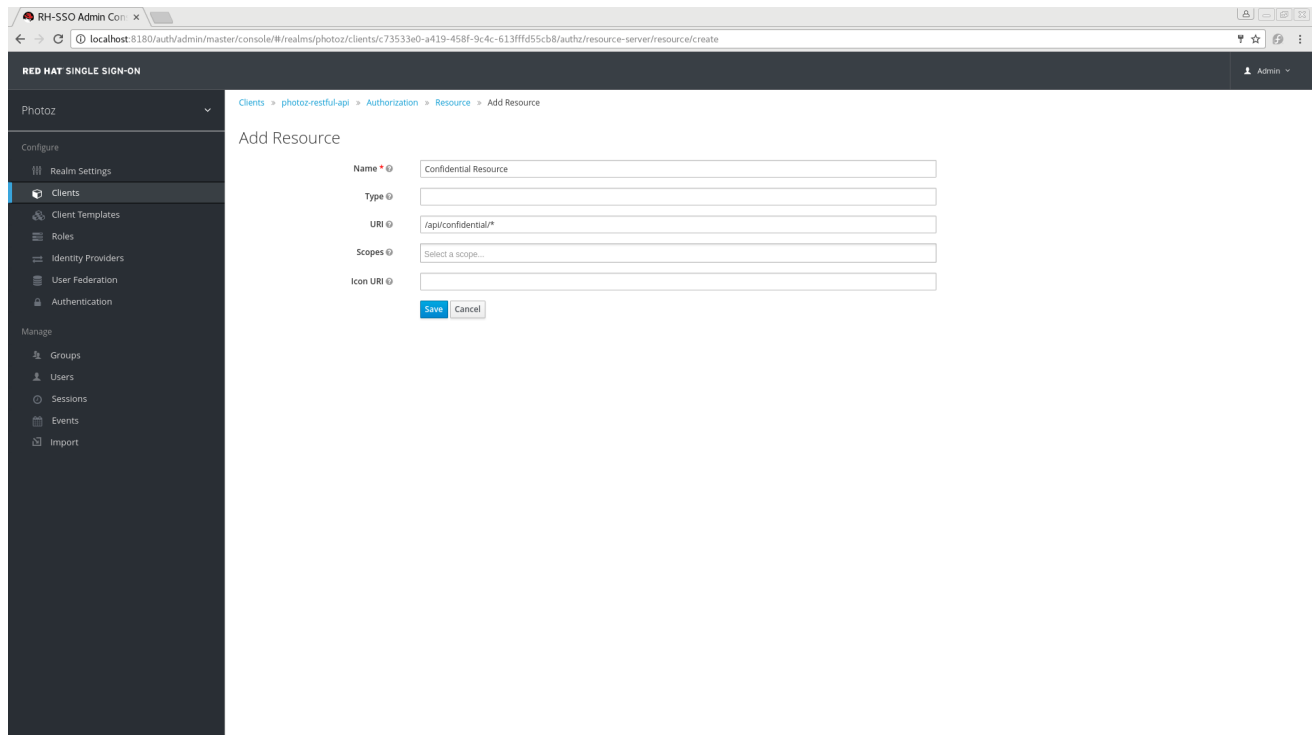 RH-SSO Admin Con
localhost:8180/auth/admin/master/console/#/realms/photoz/clients/c73533e0-a419-458f-9c4c-613fffd55cb8/authz/resource-server/resource/create
RED HAT SINGLE SIGN-ON
Admin
Photoz
Clients » photoz-restful-api » Authorization » Resource » Add Resource
Add Resource
Configure
Realm Settings
Clients
Client Templates
Roles
Identity Providers
User Federation
Authentication
Manage
Groups
Users
Sessions
Events
Import
Name * Confidential Resource
Type
URI /api/confidential/*
Scopes Select a scope...
Icon URI
Save Cancel